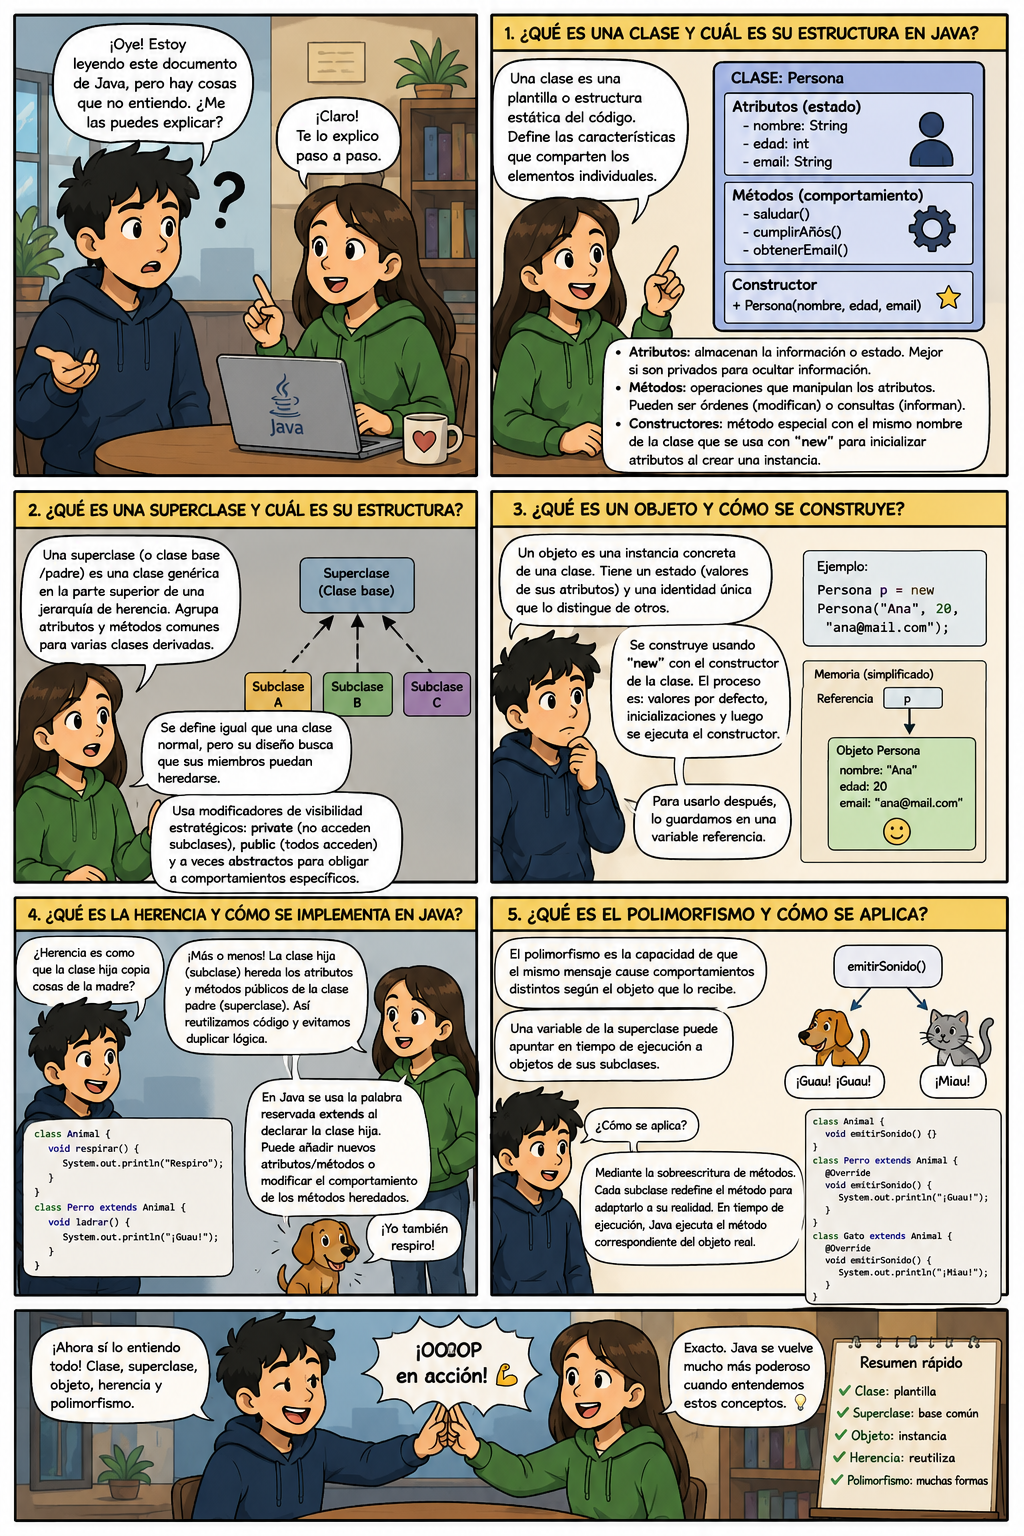 ¡Oye! Estoy
leyendo este documento
de Java, pero hay cosas
que no entiendo. ¿Me
las puedes explicar?
¡Claro!
Te lo explico
paso a paso.
?
Java
1. ¿QUÉ ES UNA CLASE Y CUÁL ES SU ESTRUCTURA EN JAVA?
Una clase es una
plantilla o estructura
estática del código.
Define las características
que comparten los
elementos individuales.
CLASE: Persona
Atributos (estado)
- nombre: String
- edad: int
- email: String
Métodos (comportamiento)
- saludar()
- cumplirAñós()
- obtenerEmail()
Constructor
+ Persona(nombre, edad, email)
• Atributos: almacenan la información o estado. Mejor
si son privados para ocultar información.
• Métodos: operaciones que manipulan los atributos.
Pueden ser órdenes (modifican) o consultas (informan).
• Constructores: método especial con el mismo nombre
de la clase que se usa con “new” para inicializar
atributos al crear una instancia.
2. ¿QUÉ ES UNA SUPERCLASE Y CUÁL ES SU ESTRUCTURA?
Una superclase (o clase base
/padre) es una clase genérica
en la parte superior de una
jerarquía de herencia. Agrupa
atributos y métodos comunes
para varias clases derivadas.
Superclase
(Clase base)
Subclase
A
Subclase
B
Subclase
C
Se define igual que una clase
normal, pero su diseño busca
que sus miembros puedan
heredarse.
Usa modificadores de visibilidad
estratégicos: private (no acceden
subclases), public (todos acceden)
y a veces abstractos para obligar
a comportamientos específicos.
3. ¿QUÉ ES UN OBJETO Y CÓMO SE CONSTRUYE?
Un objeto es una instancia concreta
de una clase. Tiene un estado (valores
de sus atributos) y una identidad única
que lo distingue de otros.
Se construye usando
“new” con el constructor
de la clase. El proceso
es: valores por defecto,
inicializaciones y luego
se ejecuta el constructor.
Para usarlo después,
lo guardamos en una
variable referencia.
Ejemplo:
Persona p = new
Persona("Ana", 20,
"ana@mail.com");
Memoria (simplificado)
Referencia p
Objeto Persona
nombre: "Ana"
edad: 20
email: "ana@mail.com"
4. ¿QUÉ ES LA HERENCIA Y CÓMO SE IMPLEMENTA EN JAVA?
¿Herencia es como
que la clase hija copia
cosas de la madre?
¡Más o menos! La clase hija
(subclase) hereda los atributos
y métodos públicos de la clase
padre (superclase). Así
reutilizamos código y evitamos
duplicar lógica.
En Java se usa la palabra
reservada extends al
declarar la clase hija.
Puede añadir nuevos
atributos/métodos o
modificar el comportamiento
de los métodos heredados.
class Animal {
void respirar() {
System.out.println("Respiro");
}
}
class Perro extends Animal {
void ladrar() {
System.out.println("¡Guau!");
}
}
¡Yo también
respiro!
5. ¿QUÉ ES EL POLIMORFISMO Y CÓMO SE APLICA?
El polimorfismo es la capacidad de que
el mismo mensaje cause comportamientos
distintos según el objeto que lo recibe.
Una variable de la superclase puede
apuntar en tiempo de ejecución a
objetos de sus subclases.
emitirSonido()
¡Guau! ¡Guau!
¡Miau!
¿Cómo se aplica?
Mediante la sobreescritura de métodos.
Cada subclase redefine el método para
adaptarlo a su realidad. En tiempo de
ejecución, Java ejecuta el método
correspondiente del objeto real.
class Animal {
void emitirSonido() {}
}
class Perro extends Animal {
@Override
void emitirSonido() {
System.out.println("¡Guau!");
}
}
class Gato extends Animal {
@Override
void emitirSonido() {
System.out.println("¡Miau!");
}
}
¡Ahora sí lo entiendo
todo! Clase, superclase,
objeto, herencia y
polimorfismo.
en acción! 💪
Exacto. Java se vuelve
mucho más poderoso
cuando entendemos
estos conceptos. 💡
Resumen rápido
✓ Clase: plantilla
✓ Superclase: base común
✓ Objeto: instancia
✓ Herencia: reutiliza
✓ Polimorfismo: muchas formas